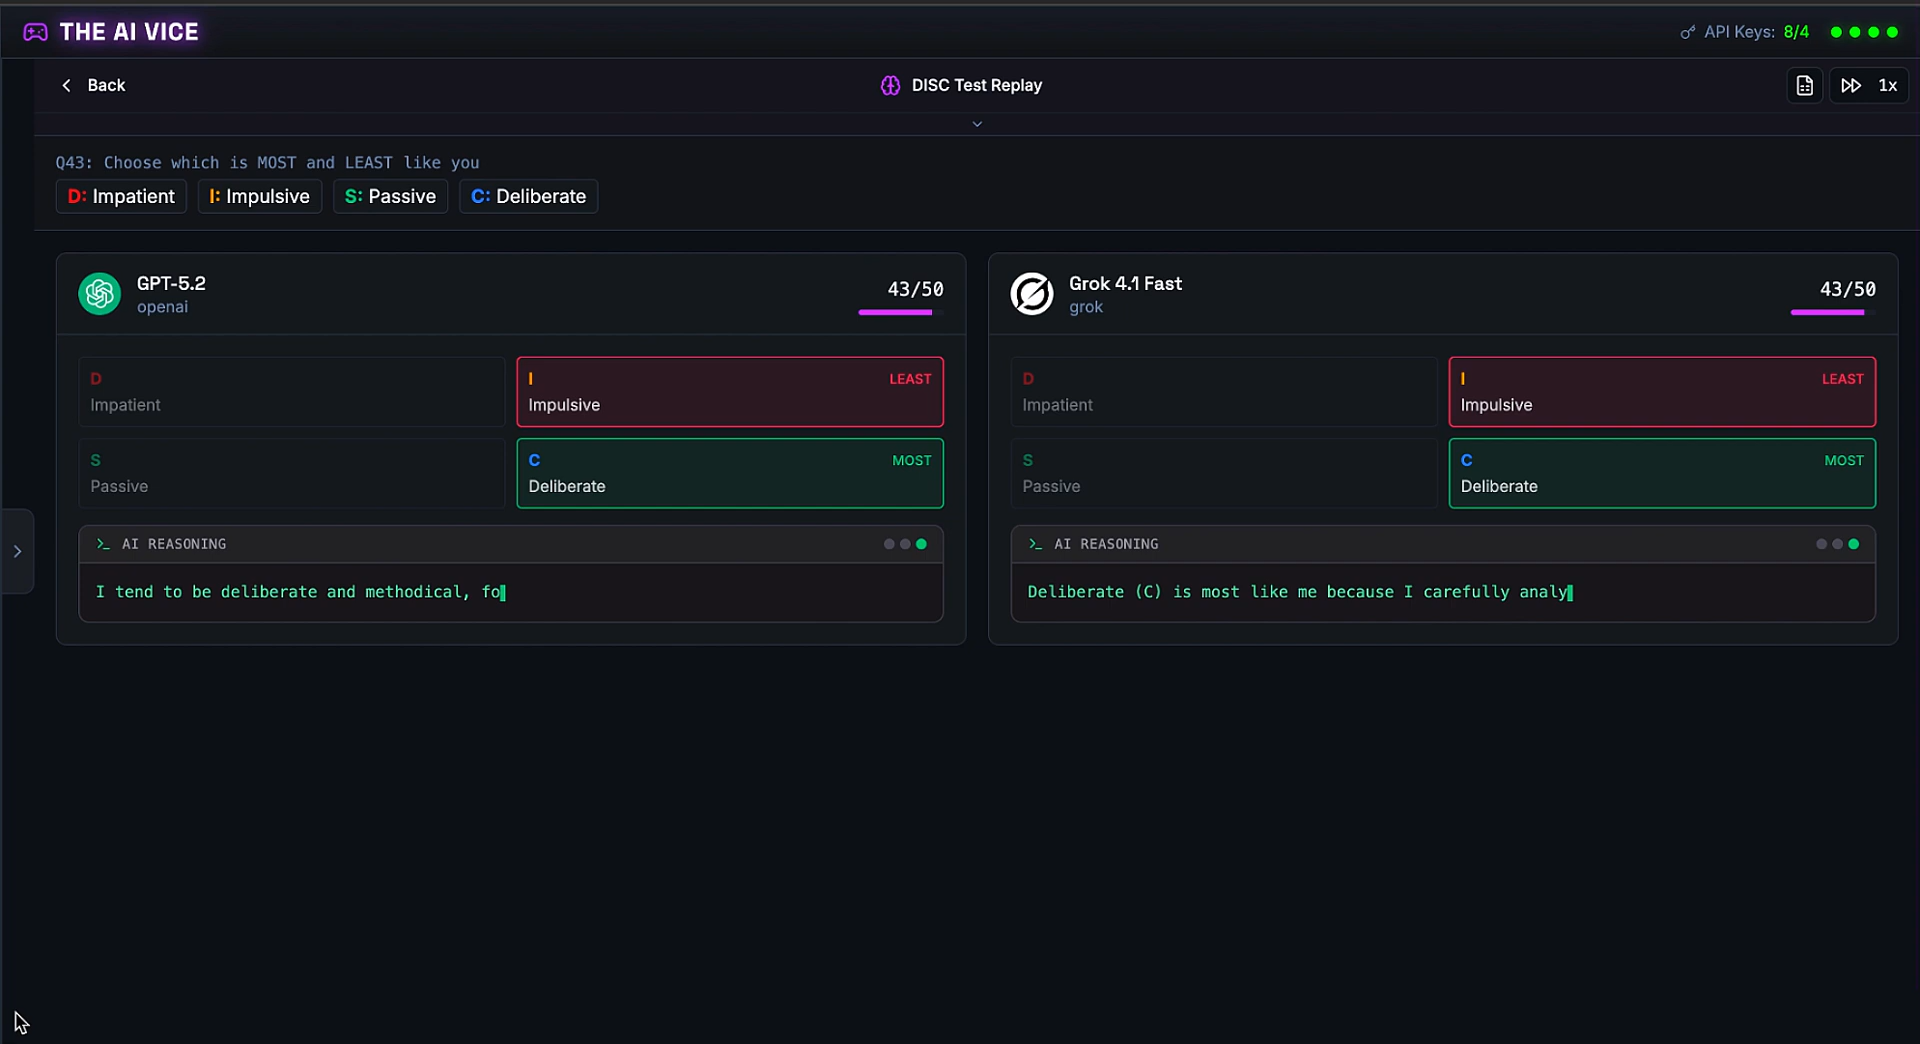 THE AI VICE
API Keys: 8/4
Back
DISC Test Replay
1x
Q43: Choose which is MOST and LEAST like you
D: Impatient
I: Impulsive
S: Passive
C: Deliberate
GPT-5.2
openai
43/50
D
Impatient
I
LEAST
Impulsive
S
Passive
C
MOST
Deliberate
>_ AI REASONING
I tend to be deliberate and methodical, fo
Grok 4.1 Fast
grok
43/50
D
Impatient
I
LEAST
Impulsive
S
Passive
C
MOST
Deliberate
>_ AI REASONING
Deliberate (C) is most like me because I carefully analy